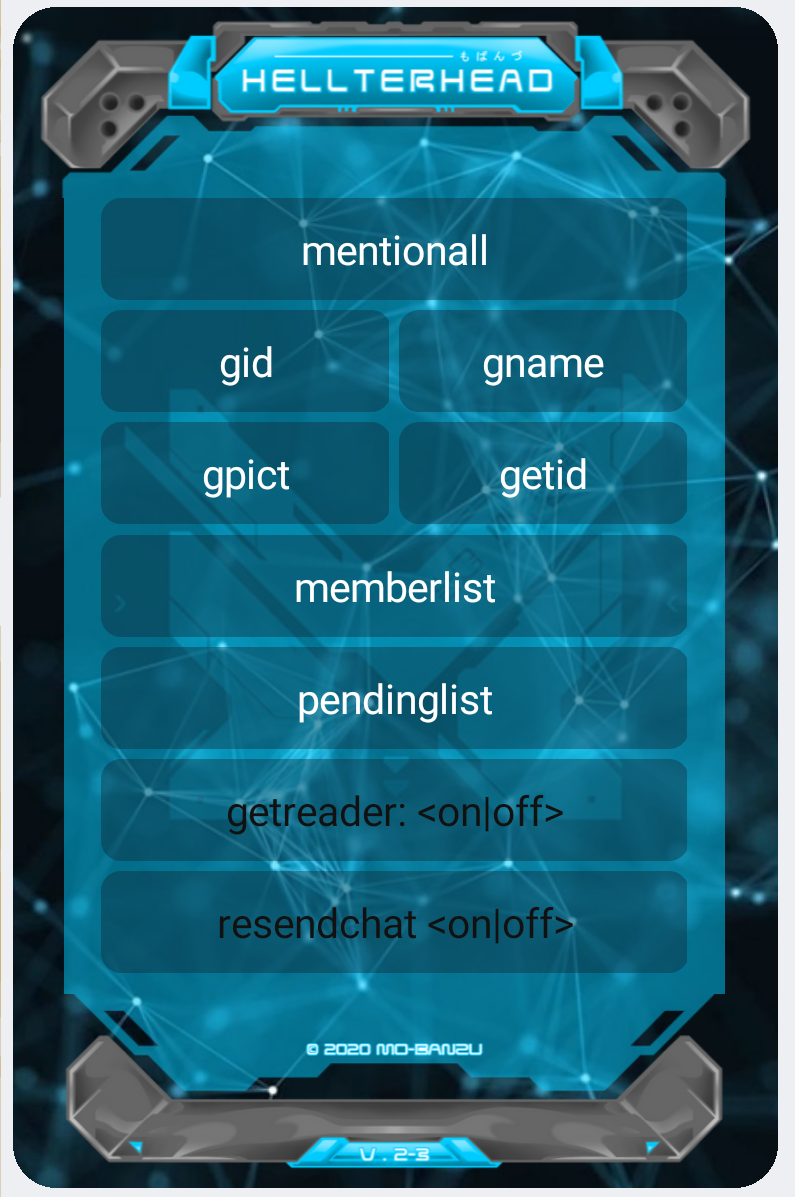 もばんづ
HELLTERHEAD
mentionall
gid
gname
gpict
getid
memberlist
pendinglist
getreader: <on|off>
resendchat <on|off>
© 2020 MO-BANZU
V . 2-3